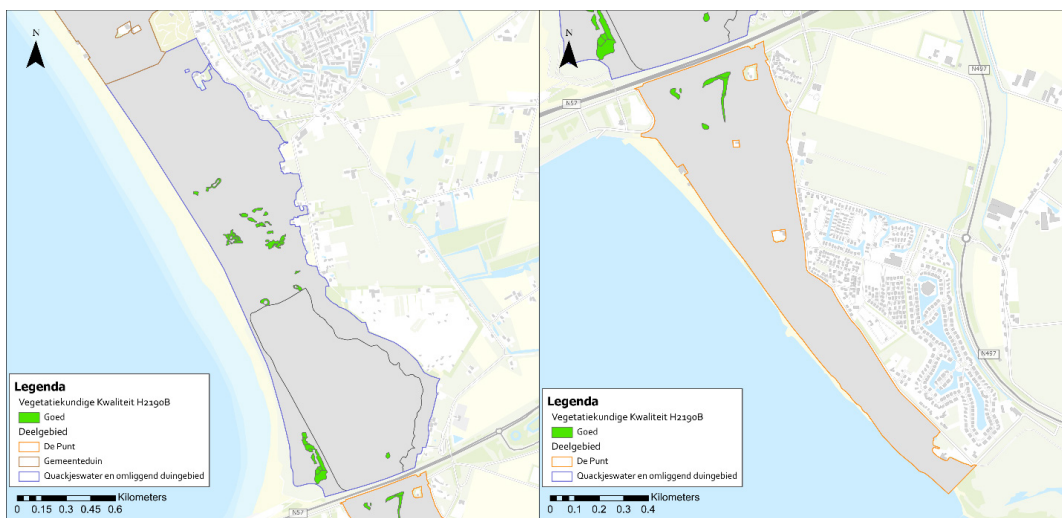 N
N57
Legenda
Vegetatiekundige Kwaliteit H2190B
Goed
Deelgebied
De Punt
Gemeenteduin
Quackjeswater en omliggend duingebied
Kilometers
0 0.15 0.3 0.45 0.6
N
N57
N497
N497
Legenda
Vegetatiekundige Kwaliteit H2190B
Goed
Deelgebied
De Punt
Quackjeswater en omliggend duingebied
Kilometers
0 0.1 0.2 0.4